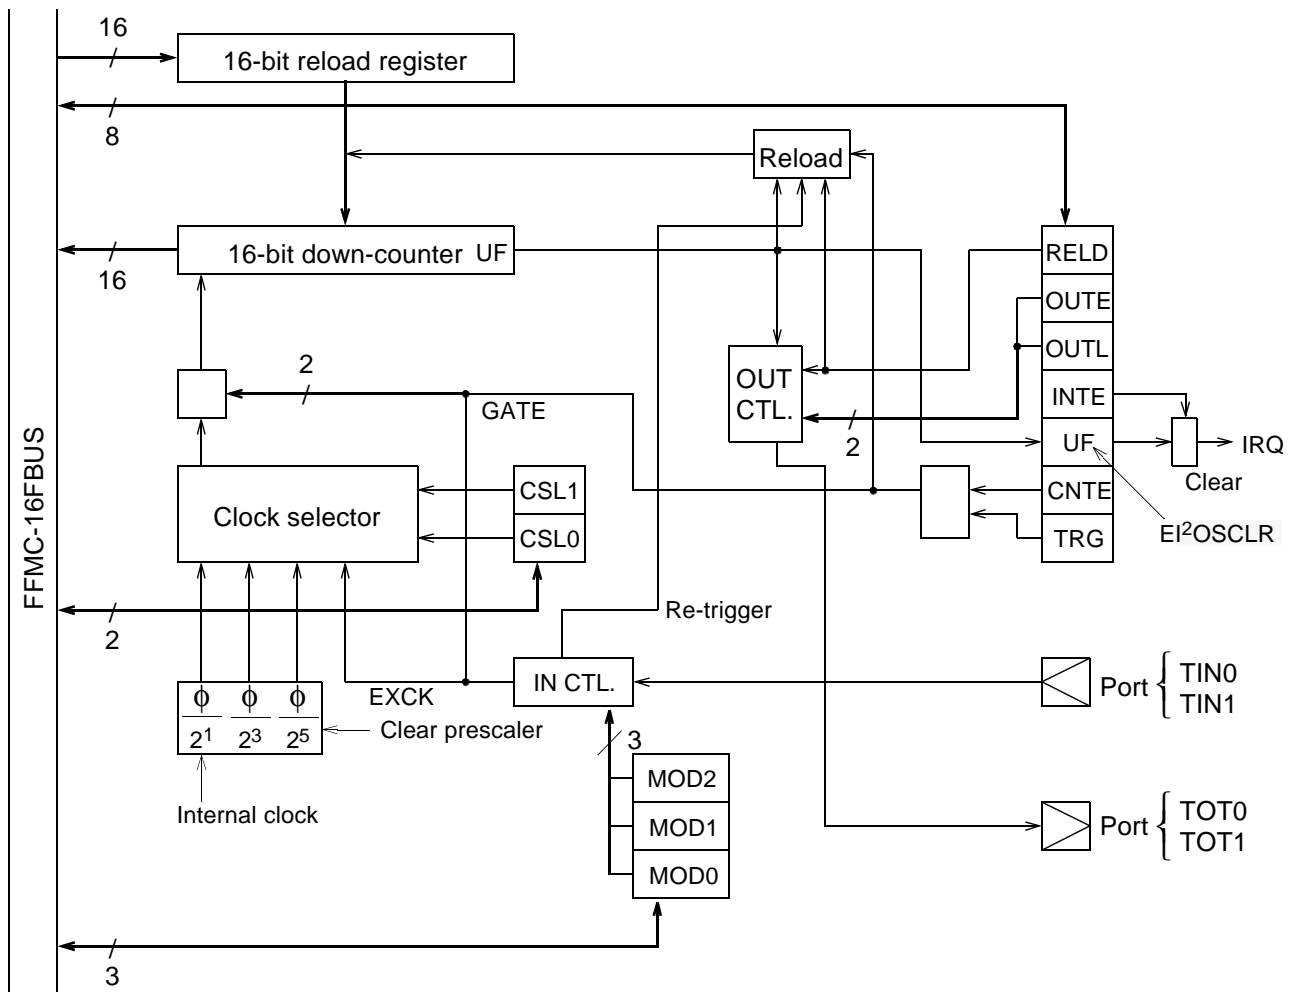 16
16-bit reload register
8
Reload
16-bit down-counter UF
16
RELD
OUTE
OUTL
INTE
UF
CNTE
TRG
2
GATE
OUT
CTL.
2
IRQ
Clear
EI²OSCLR
FFMC-16FBUS
Clock selector
CSL1
CSL0
2
Re-trigger
IN CTL.
EXCK
Port { TIN0
TIN1
ϕ ϕ ϕ
2¹ 2³ 2⁵
Clear prescaler
Internal clock
3
MOD2
MOD1
MOD0
Port { TOT0
TOT1
3